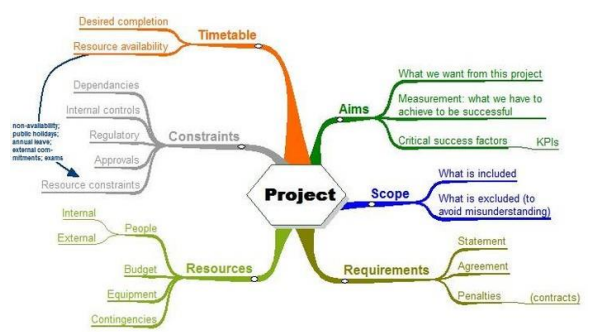 Desired completion
Timetable
Resource availability
non-availability;
public holidays;
annual leave;
external com-
mitments; exams
Dependancies
Internal controls
Regulatory
Constraints
Approvals
Resource constraints
What we want from this project
Aims
Measurement: what we have to
achieve to be successful
Critical success factors
KPIs
Project
Scope
What is included
What is excluded (to
avoid misunderstanding)
Internal
People
External
Budget
Resources
Equipment
Contingencies
Requirements
Statement
Agreement
Penalties
(contracts)